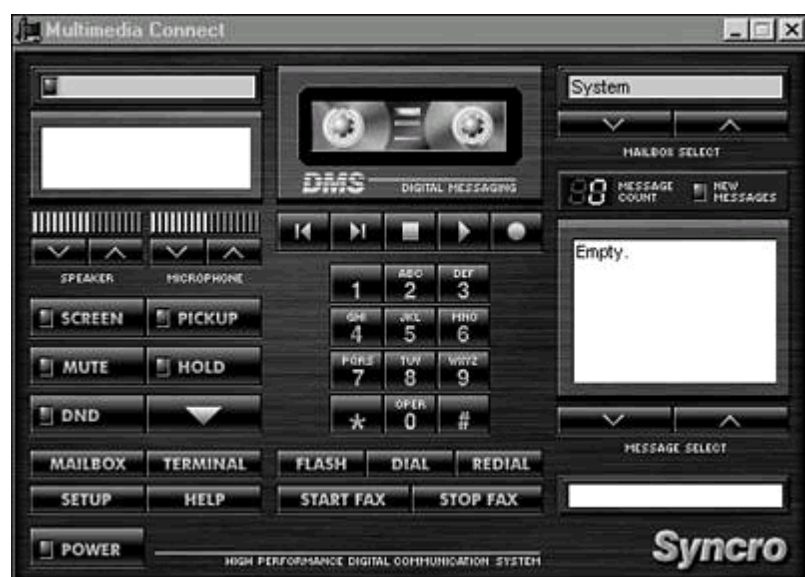 Multimedia Connect
System
MAILBOX SELECT
DMS DIGITAL MESSAGING
0 MESSAGE COUNT NEW MESSAGES
SPEAKER MICROPHONE
Empty.
1 ABC 2 DEF 3
SCREEN PICKUP
GHI 4 JKL 5 MNO 6
MUTE HOLD
PQRS 7 TUV 8 WXYZ 9
DND
* OPER 0 #
MESSAGE SELECT
MAILBOX TERMINAL FLASH DIAL REDIAL
SETUP HELP START FAX STOP FAX
POWER
HIGH PERFORMANCE DIGITAL COMMUNICATION SYSTEM
Syncro